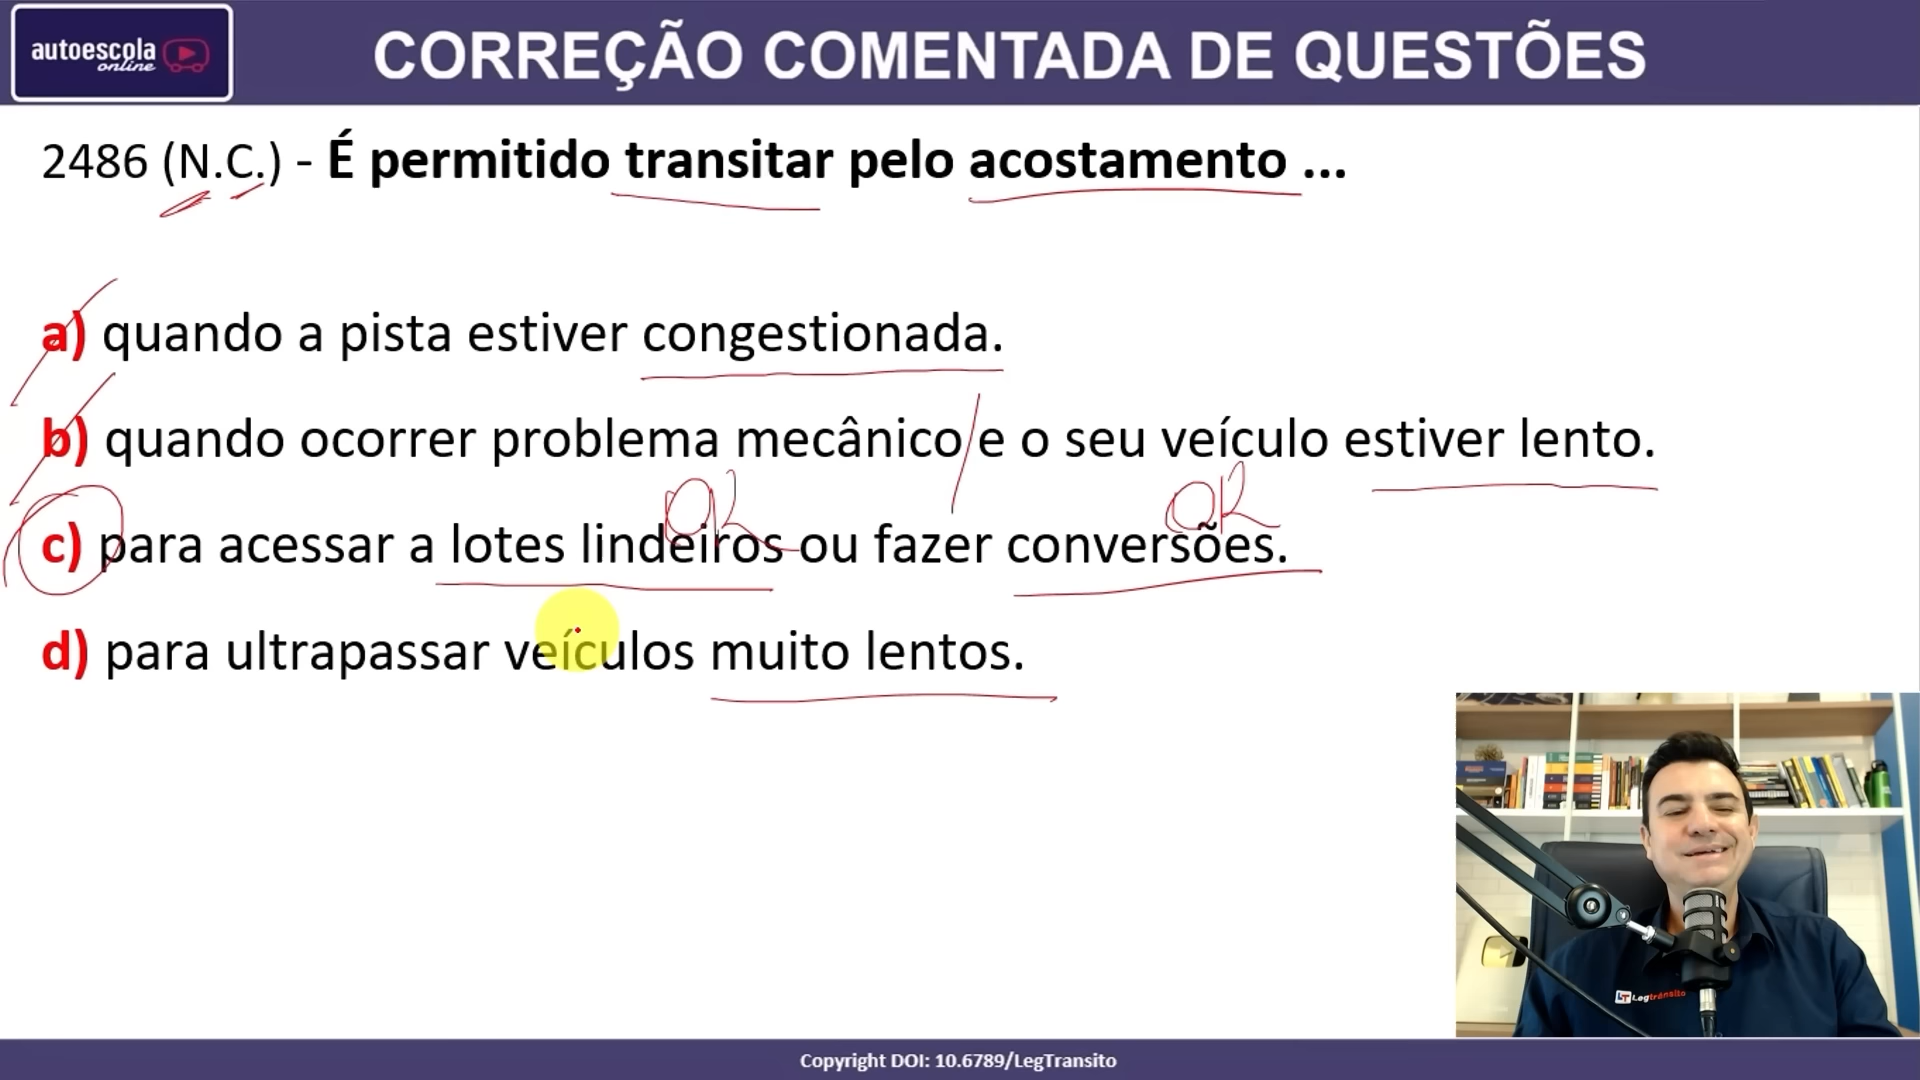 autoescola
online
CORREÇÃO COMENTADA DE QUESTÕES
2486 (N.C.) - É permitido transitar pelo acostamento ...
a) quando a pista estiver congestionada.
b) quando ocorrer problema mecânico e o seu veículo estiver lento.
OK OK
c) para acessar a lotes lindeiros ou fazer conversões.
d) para ultrapassar veículos muito lentos.
LT Legtrânsito
Copyright DOI: 10.6789/LegTransito